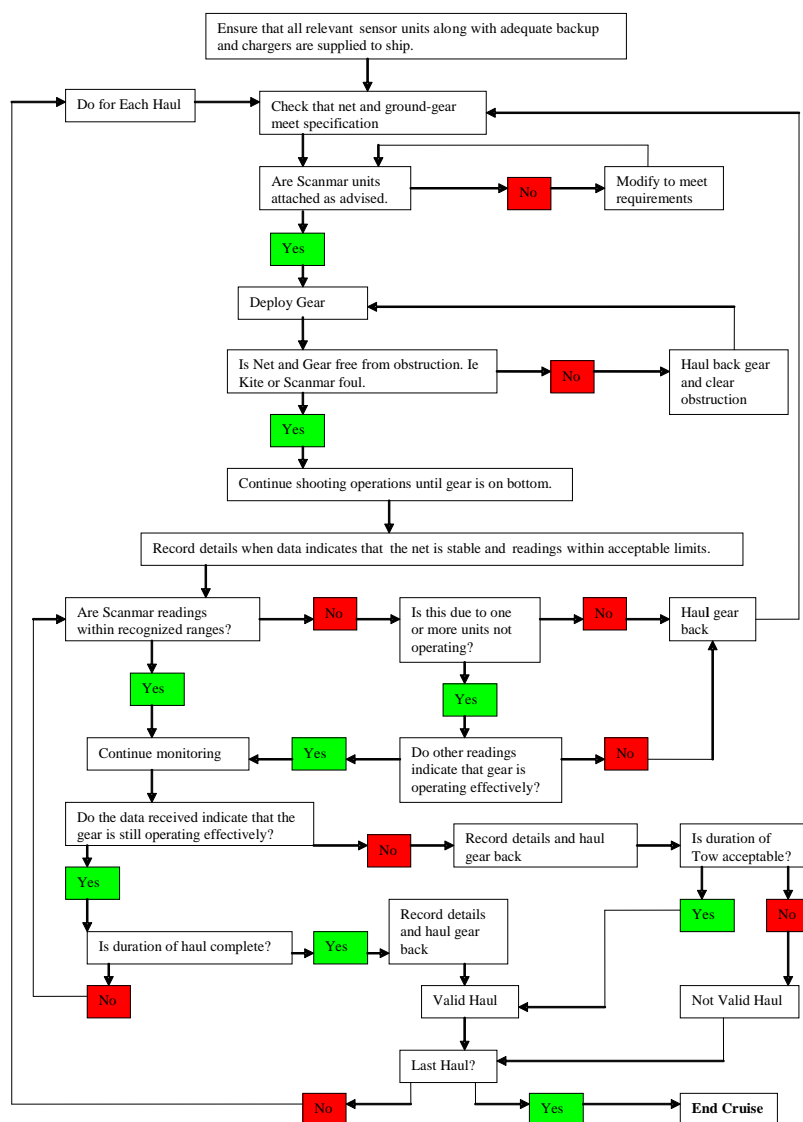 Ensure that all relevant sensor units along with adequate backup
and chargers are supplied to ship.
Do for Each Haul
Check that net and ground-gear
meet specification
Are Scanmar units
attached as advised.
No
Modify to meet
requirements
Yes
Deploy Gear
Is Net and Gear free from obstruction. Ie
Kite or Scanmar foul.
No
Haul back gear
and clear
obstruction
Yes
Continue shooting operations until gear is on bottom.
Record details when data indicates that the net is stable and readings within acceptable limits.
Are Scanmar readings
within recognized ranges?
No
Is this due to one
or more units not
operating?
No
Haul gear
back
Yes
Yes
Continue monitoring
Yes
Do other readings
indicate that gear is
operating effectively?
No
Do the data received indicate that the
gear is still operating effectively?
No
Record details and haul
gear back
Is duration of
Tow acceptable?
Yes
Yes
No
Is duration of haul complete?
Yes
Record details
and haul gear
back
No
Valid Haul
Not Valid Haul
Last Haul?
No
Yes
End Cruise